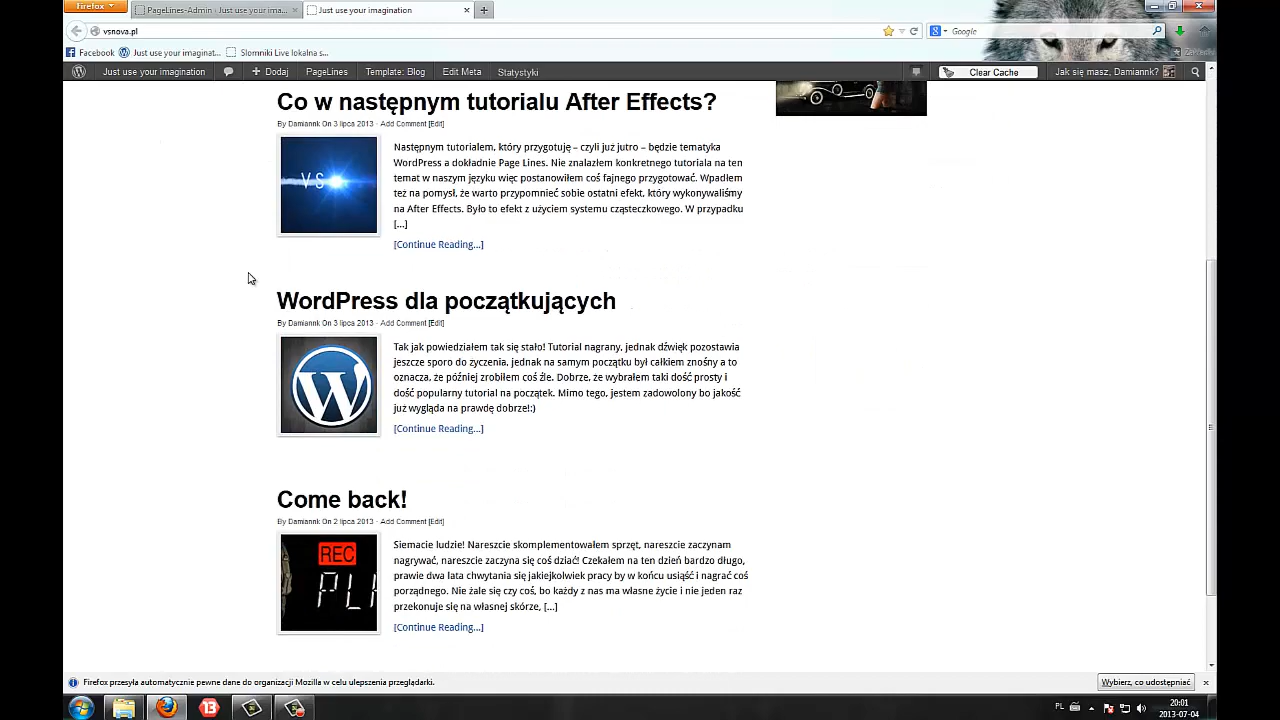 Firefox
PageLines-Admin ‹ Just use your ima...
Just use your imagination
vsnova.pl
Google
Facebook
Just use your imaginat...
Slomniki Live lokalna s...
Just use your imagination
Dodaj
PageLines
Template: Blog
Edit Meta
Statystyki
Clear Cache
Jak się masz, Damiannk?
Co w następnym tutorialu After Effects?
By Damiannk On 3 lipca 2013 · Add Comment [Edit]
VS
Następnym tutorialem, który przygotuję – czyli już jutro – będzie tematyka
WordPress a dokładnie Page Lines. Nie znalazłem konkretnego tutoriala na ten
temat w naszym języku więc postanowiłem coś fajnego przygotować. Wpadłem
też na pomysł, że warto przypomnieć sobie ostatni efekt, który wykonywaliśmy
na After Effects. Było to efekt z użyciem systemu cząsteczkowego. W przypadku
[...]
[Continue Reading...]
WordPress dla początkujących
By Damiannk On 3 lipca 2013 · Add Comment [Edit]
Tak jak powiedziałem tak się stało! Tutorial nagrany, jednak dźwięk pozostawia
jeszcze sporo do zyczenia, jednak na samym początku był całkiem znośny a to
oznacza, że później zrobiłem coś źle. Dobrze, że wybrałem taki dość prosty i
dość popularny tutorial na początek. Mimo tego, jestem zadowolony bo jakość
już wygląda na prawdę dobrze!:)
[Continue Reading...]
Come back!
By Damiannk On 2 lipca 2013 · Add Comment [Edit]
REC
Siemacie ludzie! Nareszcie skomplementowałem sprzęt, nareszcie zaczynam
nagrywać, nareszcie zaczyna się coś dziać! Czekałem na ten dzień bardzo długo,
prawie dwa lata chwytania się jakiejkolwiek pracy by w końcu usiąść i nagrać coś
porządnego. Nie żale się czy coś, bo każdy z nas ma własne życie i nie jeden raz
przekonuje się na własnej skórze, [...]
[Continue Reading...]
Firefox przesyła automatycznie pewne dane do organizacji Mozilla w celu ulepszenia przeglądarki.
Wybierz, co udostępniać
13
PL
20:01
2013-07-04